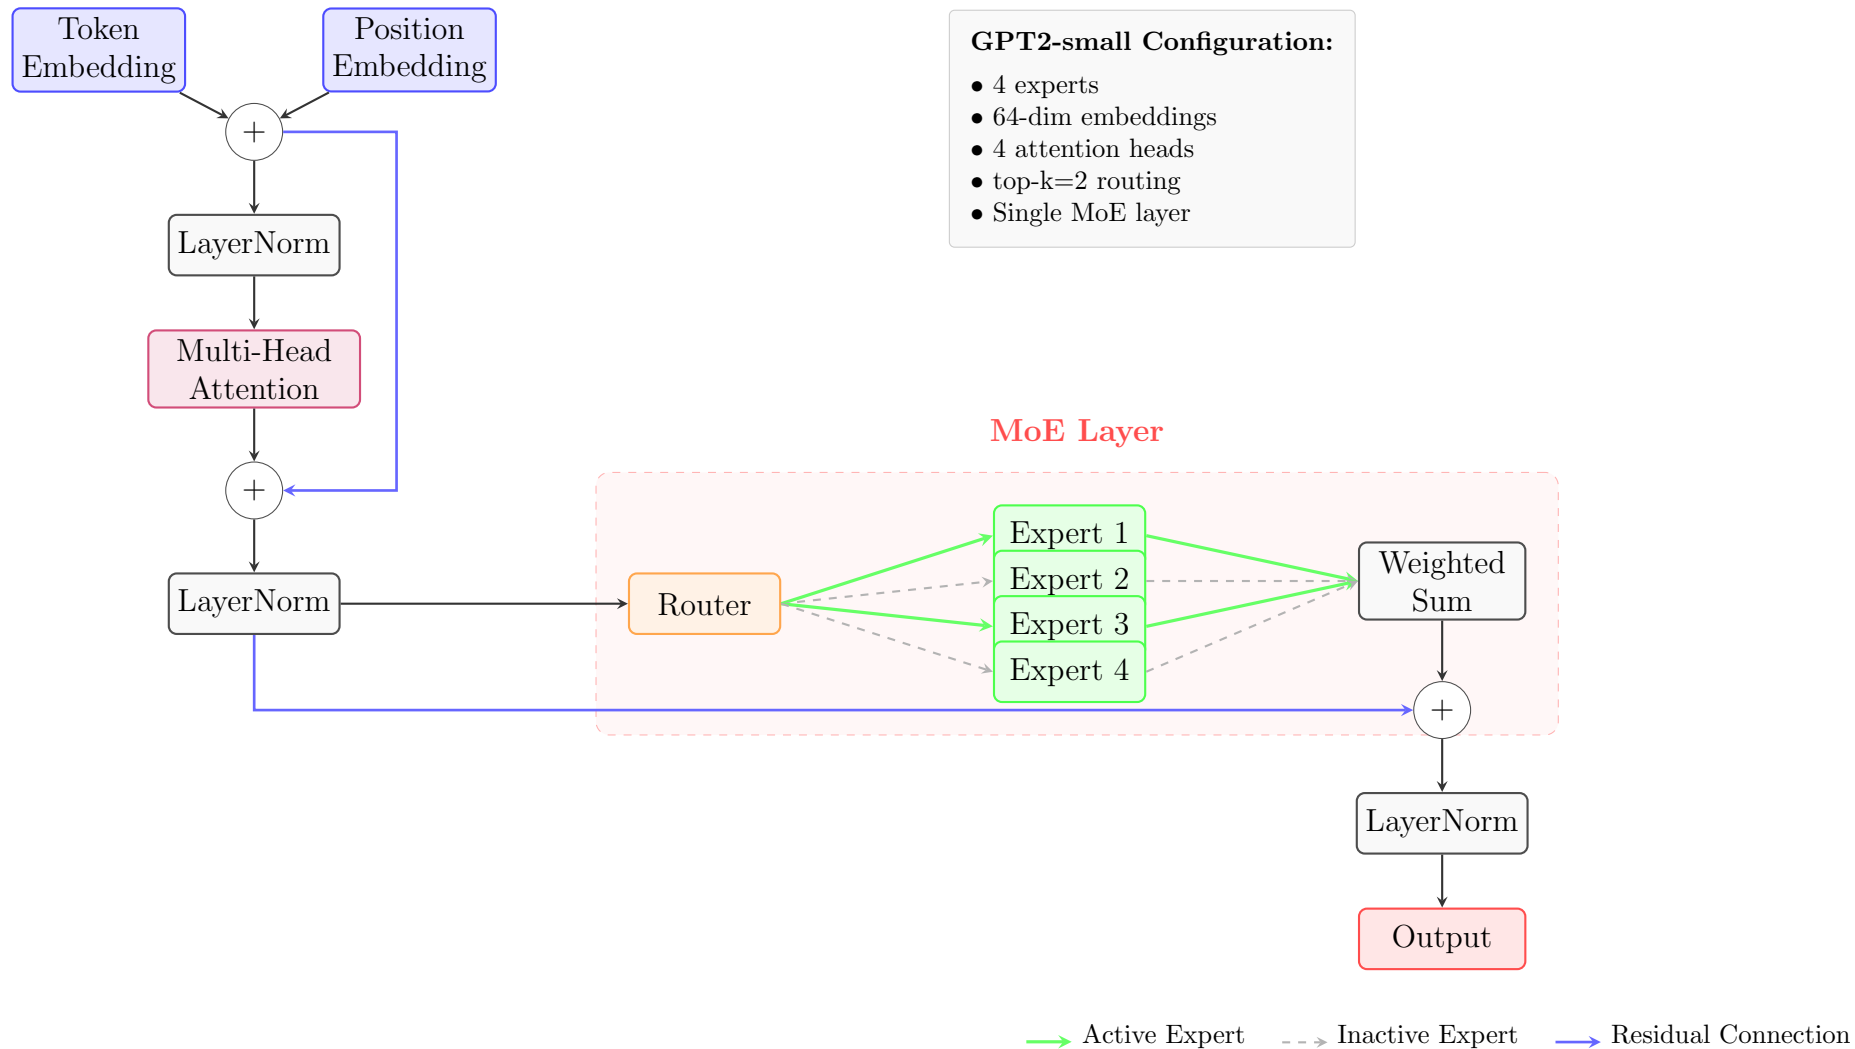 Token
Embedding
Position
Embedding
GPT2-small Configuration:
• 4 experts
• 64-dim embeddings
• 4 attention heads
• top-k=2 routing
• Single MoE layer
+
LayerNorm
Multi-Head
Attention
+
LayerNorm
MoE Layer
Router
Expert 1
Expert 2
Expert 3
Expert 4
Weighted
Sum
+
LayerNorm
Output
Active Expert
Inactive Expert
Residual Connection